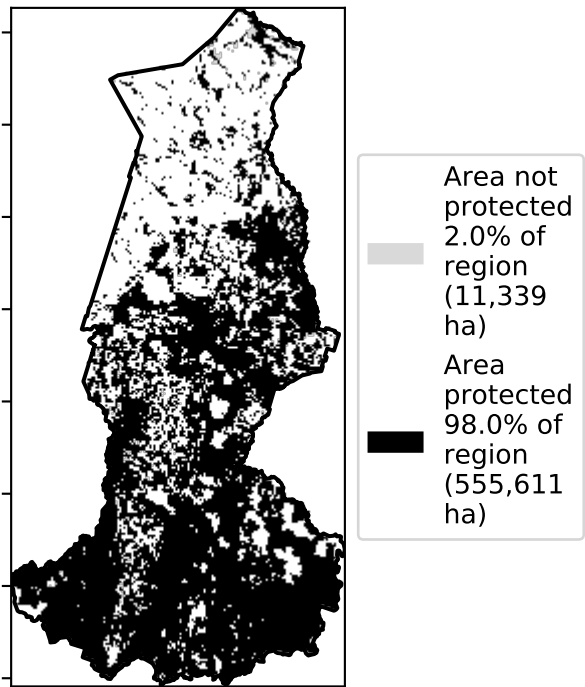 Area not
protected
2.0% of
region
(11,339
ha)
Area
protected
98.0% of
region
(555,611
ha)